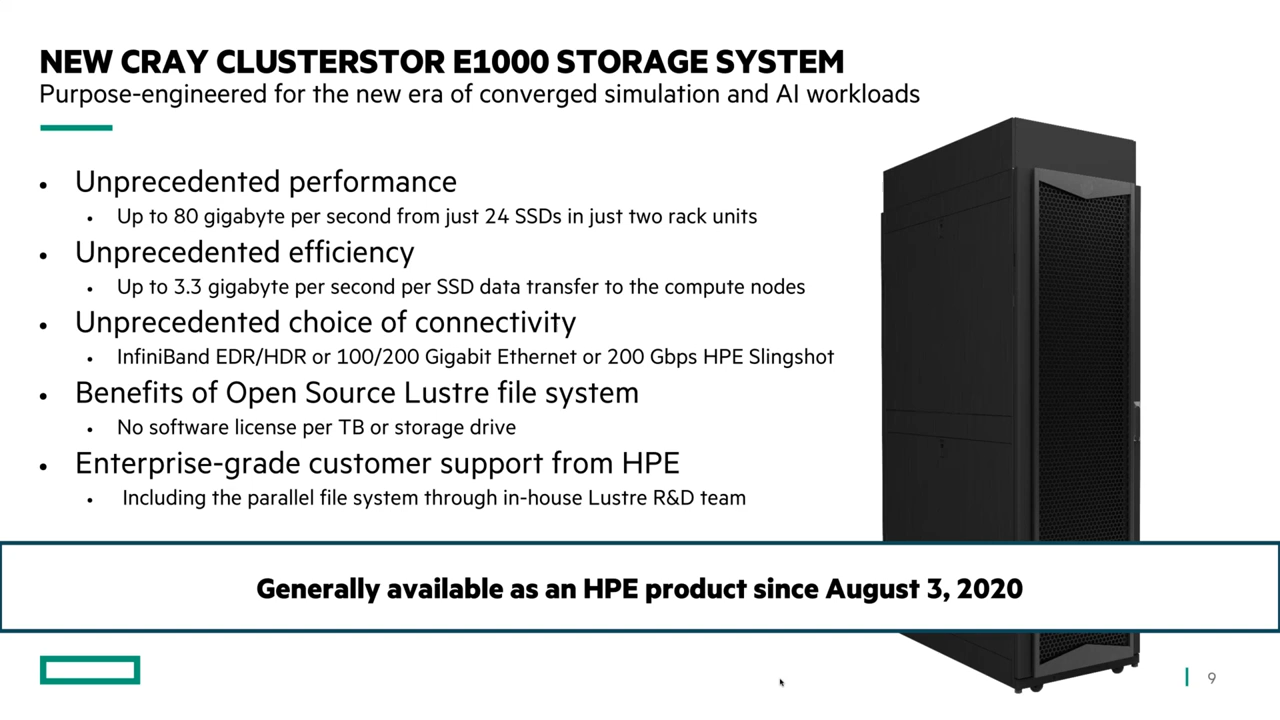 NEW CRAY CLUSTERSTOR E1000 STORAGE SYSTEM
Purpose-engineered for the new era of converged simulation and AI workloads
• Unprecedented performance
• Up to 80 gigabyte per second from just 24 SSDs in just two rack units
• Unprecedented efficiency
• Up to 3.3 gigabyte per second per SSD data transfer to the compute nodes
• Unprecedented choice of connectivity
• InfiniBand EDR/HDR or 100/200 Gigabit Ethernet or 200 Gbps HPE Slingshot
• Benefits of Open Source Lustre file system
• No software license per TB or storage drive
• Enterprise-grade customer support from HPE
• Including the parallel file system through in-house Lustre R&D team
Generally available as an HPE product since August 3, 2020
9